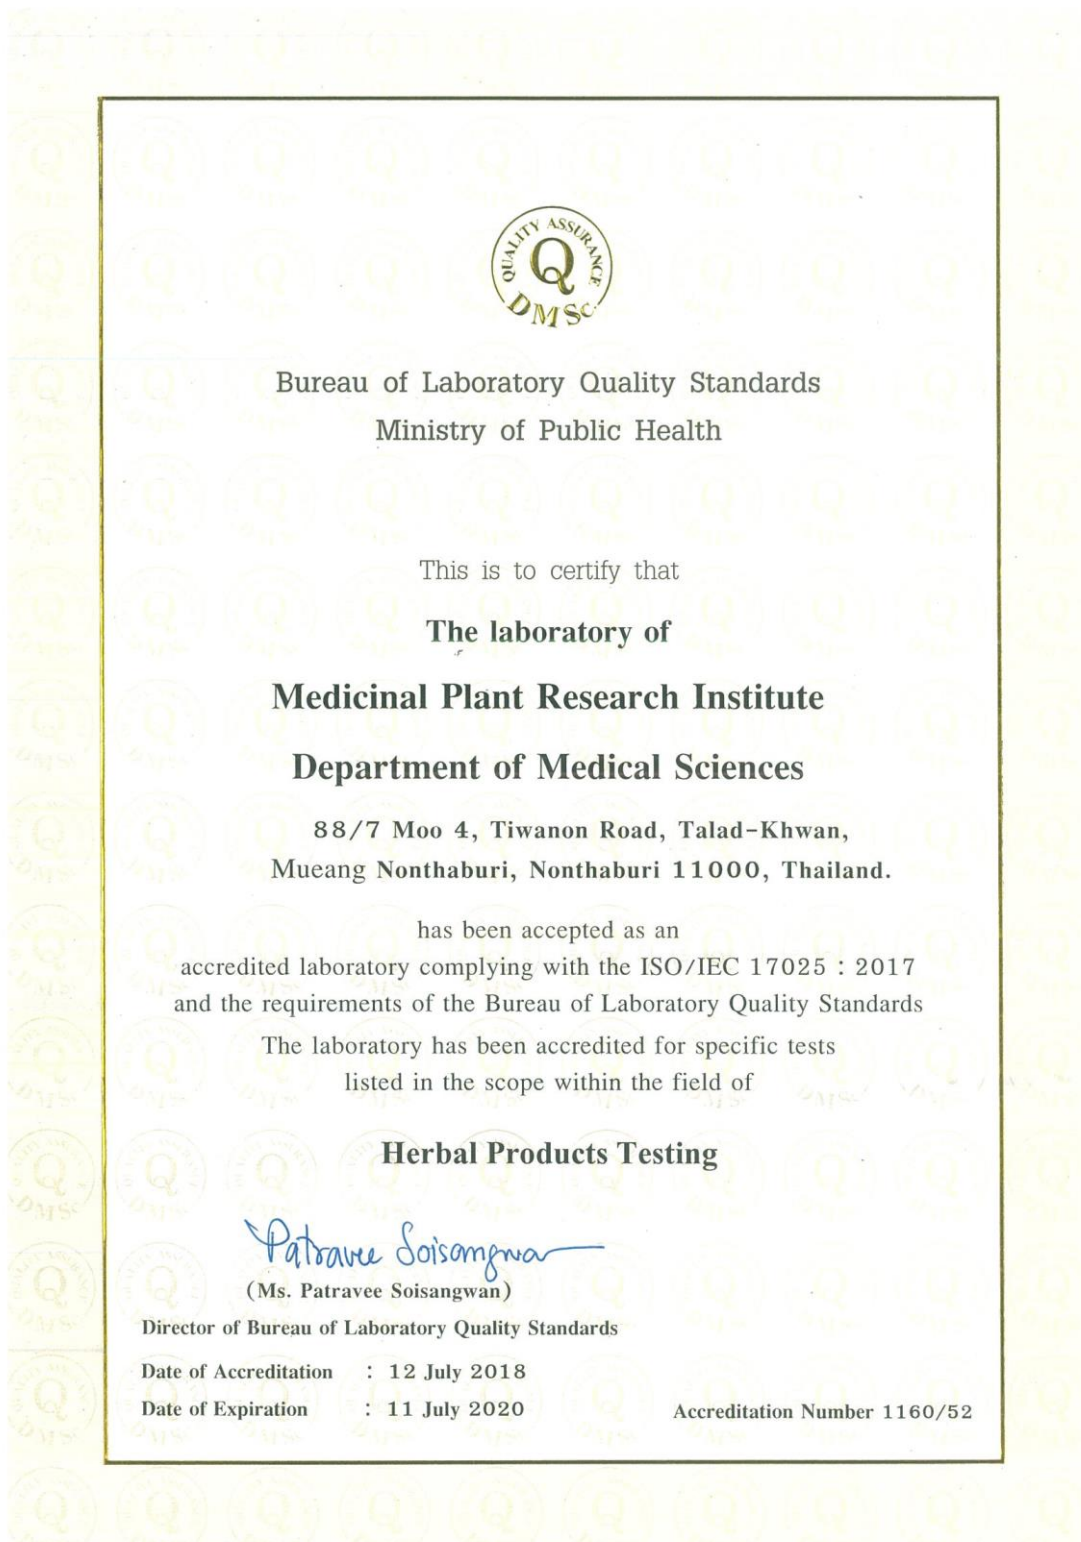 QUALITY ASSURANCE
Q
DMSc
Bureau of Laboratory Quality Standards
Ministry of Public Health
This is to certify that
The laboratory of
Medicinal Plant Research Institute
Department of Medical Sciences
88/7 Moo 4, Tiwanon Road, Talad-Khwan,
Mueang Nonthaburi, Nonthaburi 11000, Thailand.
has been accepted as an
accredited laboratory complying with the ISO/IEC 17025 : 2017
and the requirements of the Bureau of Laboratory Quality Standards
The laboratory has been accredited for specific tests
listed in the scope within the field of
Herbal Products Testing
Patravee Soisangwan
(Ms. Patravee Soisangwan)
Director of Bureau of Laboratory Quality Standards
Date of Accreditation : 12 July 2018
Date of Expiration : 11 July 2020
Accreditation Number 1160/52